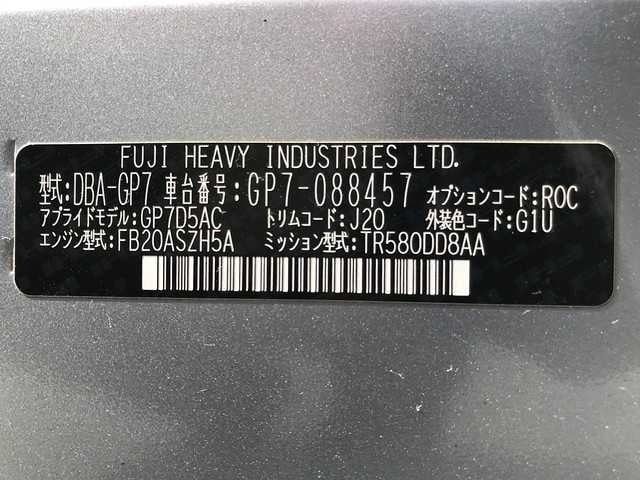 FUJI HEAVY INDUSTRIES LTD.
型式:DBA-GP7 車台番号:GP7-088457 オプションコード:ROC
アプライドモデル:GP7D5AC トリムコード:J20 外装色コード:G1U
エンジン型式:FB20ASZH5A ミッション型式:TR580DD8AA